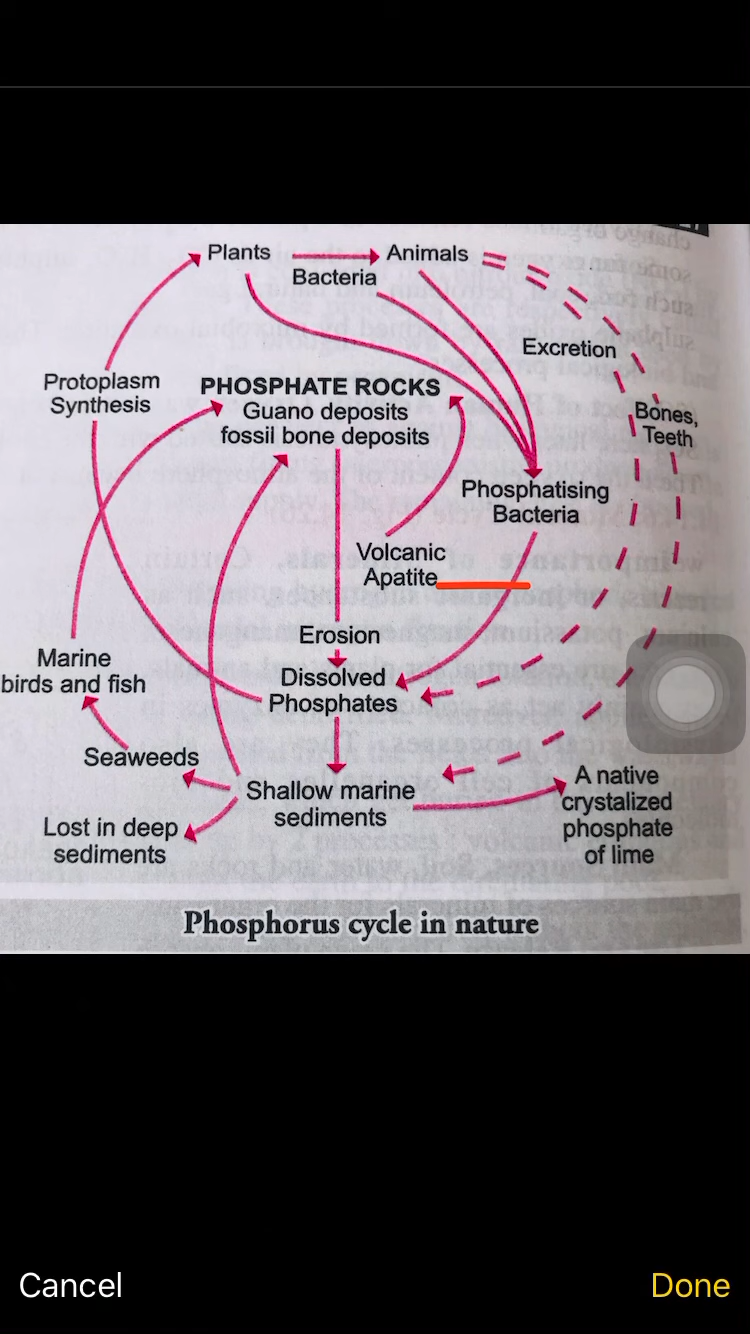 Plants
Animals
Bacteria
Excretion
Protoplasm
Synthesis
PHOSPHATE ROCKS
Guano deposits
fossil bone deposits
Bones,
Teeth
Phosphatising
Bacteria
Volcanic
Apatite
Erosion
Dissolved
Phosphates
Marine
birds and fish
Seaweeds
Shallow marine
sediments
A native
crystalized
phosphate
of lime
Lost in deep
sediments
Phosphorus cycle in nature
Cancel
Done